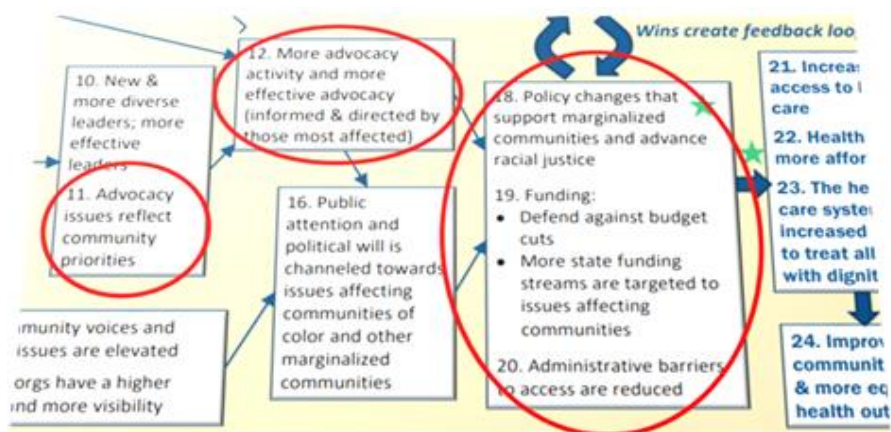 Wins create feedback loo
10. New &
more diverse
leaders; more
effective
leaders
11. Advocacy
issues reflect
community
priorities
12. More advocacy
activity and more
effective advocacy
(informed & directed by
those most affected)
16. Public
attention and
political will is
channeled towards
issues affecting
communities of
color and other
marginalized
communities
18. Policy changes that
support marginalized
communities and advance
racial justice
19. Funding:
• Defend against budget
cuts
• More state funding
streams are targeted to
issues affecting
communities
20. Administrative barriers
to access are reduced
21. Increas
access to
care
22. Health
more affor
23. The he
care syste
increased
to treat all
with dignit
24. Improv
communit
& more eq
health out
munity voices and
issues are elevated
orgs have a higher
nd more visibility